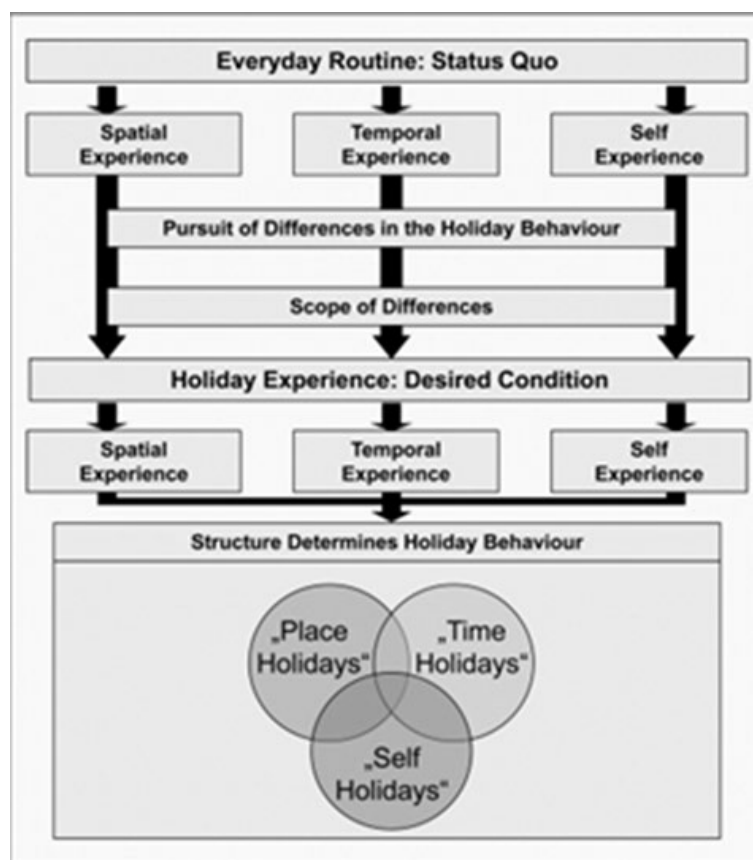 Everyday Routine: Status Quo
Spatial
Experience
Temporal
Experience
Self
Experience
Pursuit of Differences in the Holiday Behaviour
Scope of Differences
Holiday Experience: Desired Condition
Spatial
Experience
Temporal
Experience
Self
Experience
Structure Determines Holiday Behaviour
„Place
Holidays“
„Time
Holidays“
„Self
Holidays“